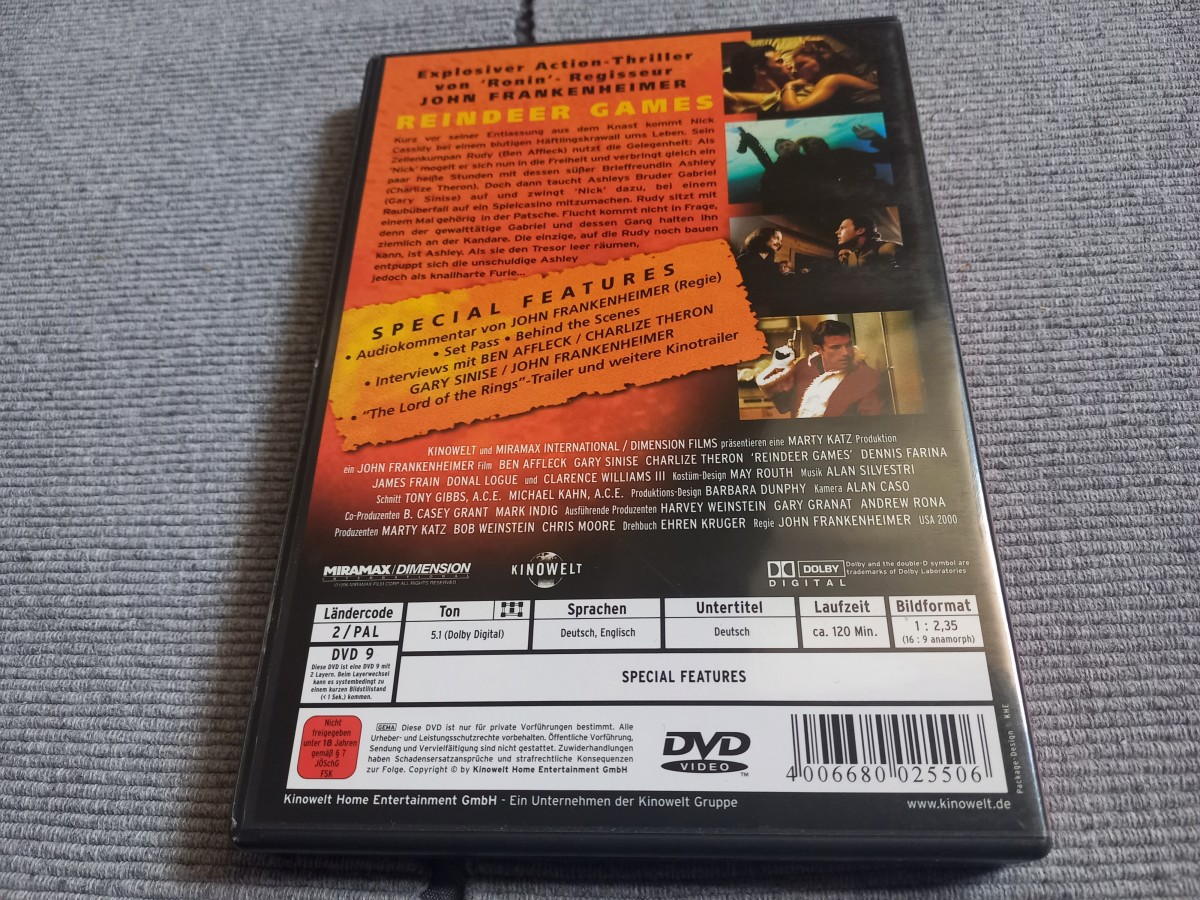 Explosiver Action-Thriller
von 'Ronin'- Regisseur
JOHN FRANKENHEIMER
REINDEER GAMES
Kurz vor seiner Entlassung aus dem Knast kommt Nick
Cassidy bei einem blutigen Häftlingskrawall ums Leben. Sein
Zellenkumpan Rudy (Ben Affleck) nutzt die Gelegenheit: Als
'Nick' mogelt er sich nun in die Freiheit und verbringt gleich ein
paar heiße Stunden mit dessen süßer Brieffreundin Ashley
(Charlize Theron). Doch dann taucht Ashleys Bruder Gabriel
(Gary Sinise) auf und zwingt 'Nick' dazu, bei einem
Raubüberfall auf ein Spielcasino mitzumachen. Rudy sitzt mit
einem Mal gehörig in der Patsche. Flucht kommt nicht in Frage,
denn der gewalttätige Gabriel und dessen Gang halten Ihn
ziemlich an der Kandare. Die einzige, auf die Rudy noch bauen
kann, ist Ashley. Als sie den Tresor leer räumen,
entpuppt sich die unschuldige Ashley
jedoch als knallharte Furie...
SPECIAL FEATURES
• Audiokommentar von JOHN FRANKENHEIMER (Regie)
• Set Pass • Behind the Scenes
• Interviews mit BEN AFFLECK / CHARLIZE THERON
GARY SINISE / JOHN FRANKENHEIMER
• "The Lord of the Rings"-Trailer und weitere Kinotrailer
KINOWELT und MIRAMAX INTERNATIONAL / DIMENSION FILMS präsentieren eine MARTY KATZ Produktion
ein JOHN FRANKENHEIMER Film BEN AFFLECK GARY SINISE CHARLIZE THERON 'REINDEER GAMES' DENNIS FARINA
JAMES FRAIN DONAL LOGUE und CLARENCE WILLIAMS III Kostüm-Design MAY ROUTH Musik ALAN SILVESTRI
Schnitt TONY GIBBS, A.C.E. MICHAEL KAHN, A.C.E. Produktions-Design BARBARA DUNPHY Kamera ALAN CASO
Co-Produzenten B. CASEY GRANT MARK INDIG Ausführende Produzenten HARVEY WEINSTEIN GARY GRANAT ANDREW RONA
Produzenten MARTY KATZ BOB WEINSTEIN CHRIS MOORE Drehbuch EHREN KRUGER Regie JOHN FRANKENHEIMER USA 2000
MIRAMAX/DIMENSION
INTERNATIONAL
©1998 MIRAMAX FILM CORP. ALL RIGHTS RESERVED.
KINOWELT
DOLBY
DIGITAL
Dolby and the double-D symbol are
trademarks of Dolby Laboratories
Ländercode
2 / PAL
Ton
5.1 (Dolby Digital)
Sprachen
Deutsch, Englisch
Untertitel
Deutsch
Laufzeit
ca. 120 Min.
Bildformat
1 : 2,35
(16 : 9 anamorph)
DVD 9
Diese DVD ist eine DVD 9 mit
2 Layern. Beim Layerwechsel
kann es systembedingt zu
einem kurzen Bildstillstand
(< 1 Sek.) kommen.
SPECIAL FEATURES
Nicht
freigegeben
unter 18 Jahren
gemäß § 7
JÖSchG
FSK
GEMA Diese DVD ist nur für private Vorführungen bestimmt. Alle
Urheber- und Leistungsschutzrechte vorbehalten. Öffentliche Vorführung,
Sendung und Vervielfältigung sind nicht gestattet. Zuwiderhandlungen
haben Schadensersatzansprüche und strafrechtliche Konsequenzen
zur Folge. Copyright © by Kinowelt Home Entertainment GmbH
DVD
VIDEO
TM
4 006680 025506
Package-Design · KHE
Kinowelt Home Entertainment GmbH - Ein Unternehmen der Kinowelt Gruppe
www.kinowelt.de